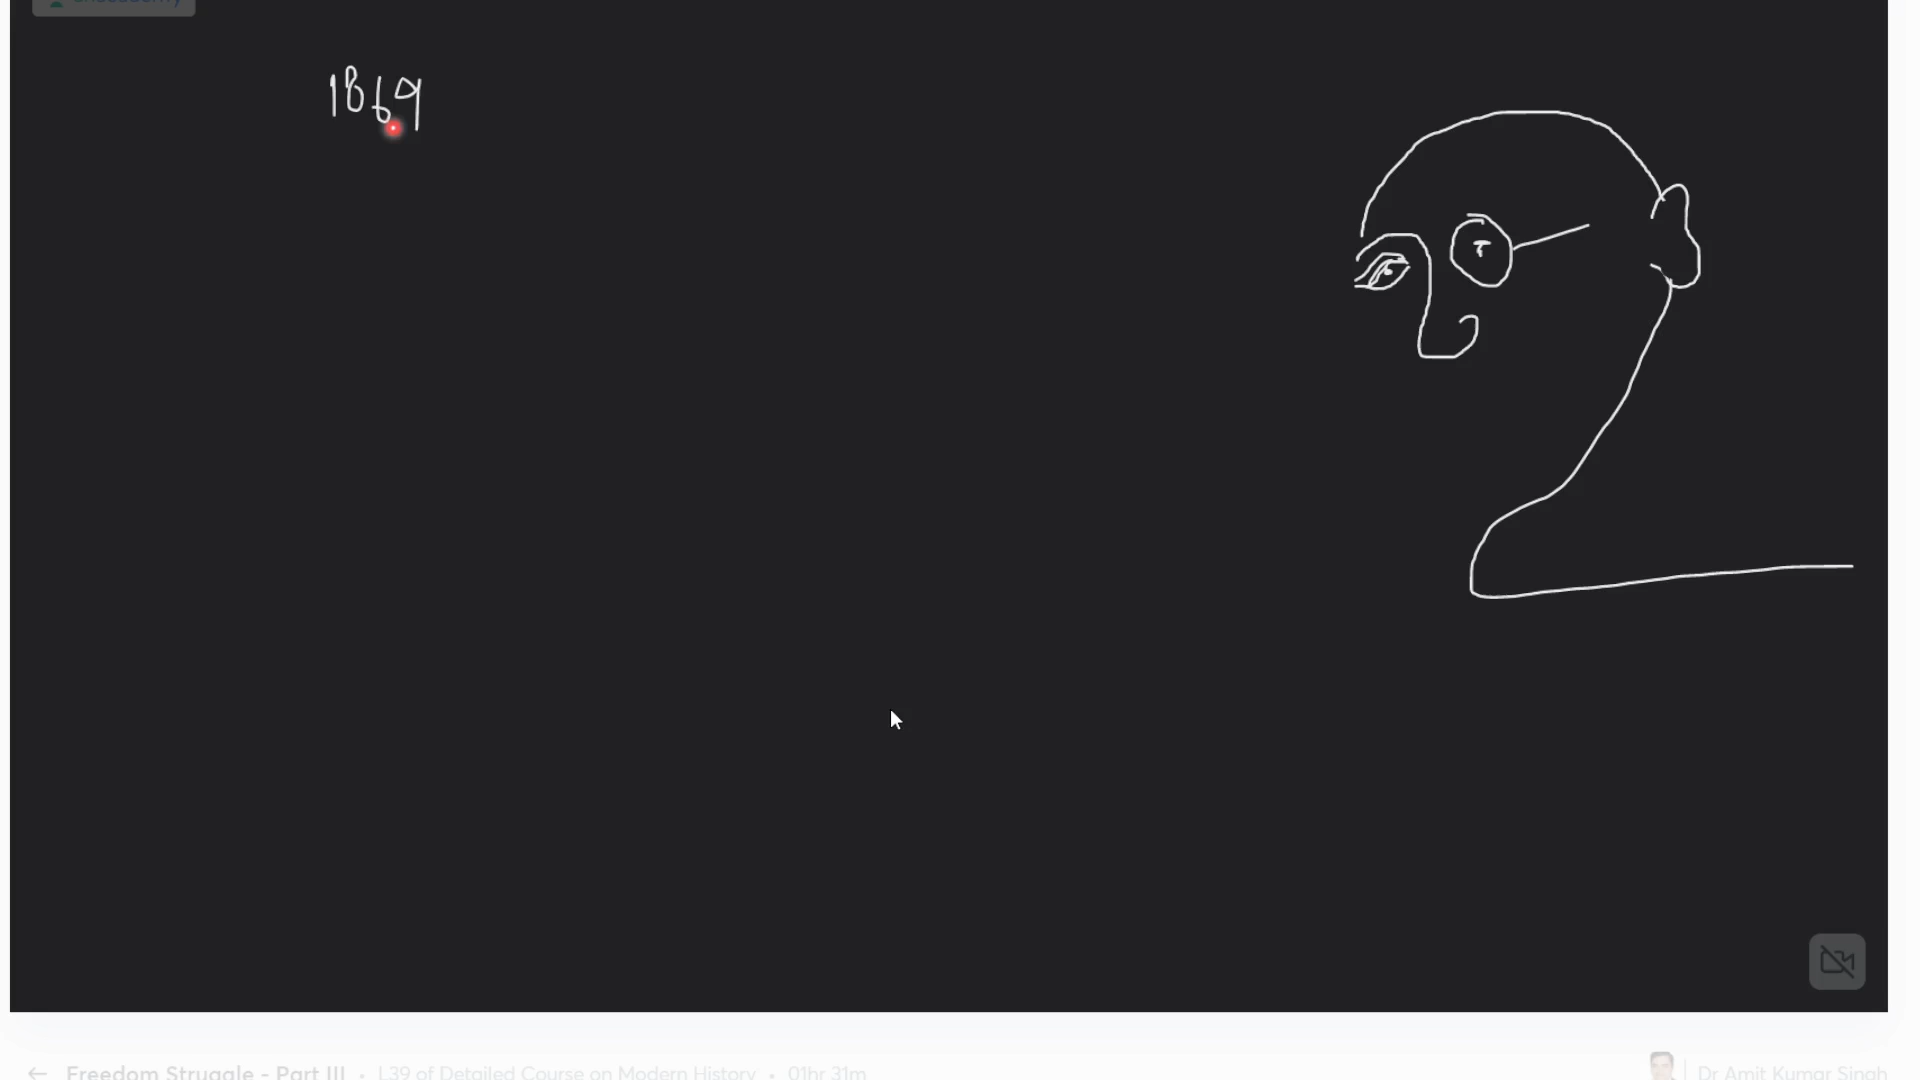 1869
Freedom Struggle - Part III • L39 of Detailed Course on Modern History • 01hr 31m
Dr Amit Kumar Singh